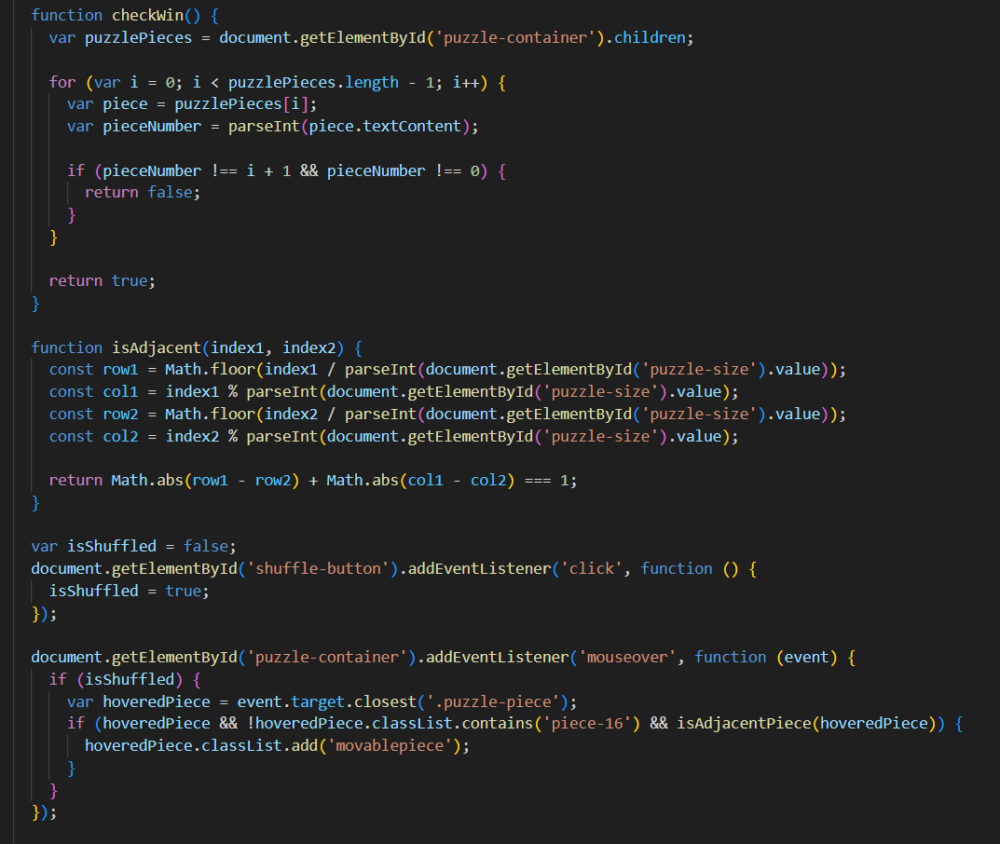 function checkWin() {
  var puzzlePieces = document.getElementById('puzzle-container').children;

  for (var i = 0; i < puzzlePieces.length - 1; i++) {
    var piece = puzzlePieces[i];
    var pieceNumber = parseInt(piece.textContent);

    if (pieceNumber !== i + 1 && pieceNumber !== 0) {
      return false;
    }
  }

  return true;
}

function isAdjacent(index1, index2) {
  const row1 = Math.floor(index1 / parseInt(document.getElementById('puzzle-size').value));
  const col1 = index1 % parseInt(document.getElementById('puzzle-size').value);
  const row2 = Math.floor(index2 / parseInt(document.getElementById('puzzle-size').value));
  const col2 = index2 % parseInt(document.getElementById('puzzle-size').value);

  return Math.abs(row1 - row2) + Math.abs(col1 - col2) === 1;
}

var isShuffled = false;
document.getElementById('shuffle-button').addEventListener('click', function () {
  isShuffled = true;
});

document.getElementById('puzzle-container').addEventListener('mouseover', function (event) {
  if (isShuffled) {
    var hoveredPiece = event.target.closest('.puzzle-piece');
    if (hoveredPiece && !hoveredPiece.classList.contains('piece-16') && isAdjacentPiece(hoveredPiece)) {
      hoveredPiece.classList.add('movablepiece');
    }
  }
});